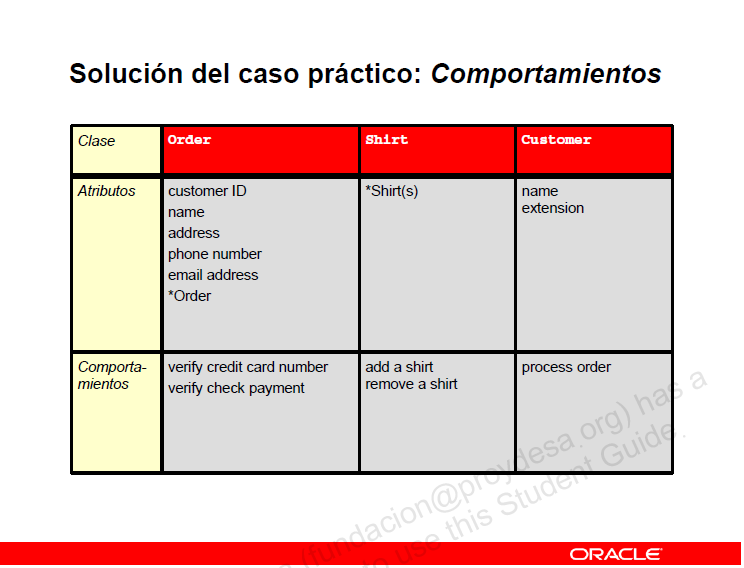 Solución del caso práctico: Comportamientos
Clase
Order
Shirt
Customer
Atributos
customer ID
name
address
phone number
email address
*Order
*Shirt(s)
name
extension
Comporta-
mientos
verify credit card number
verify check payment
add a shirt
remove a shirt
process order
(fundacion@proydesa.org) has a
to use this Student Guide.
ORACLE